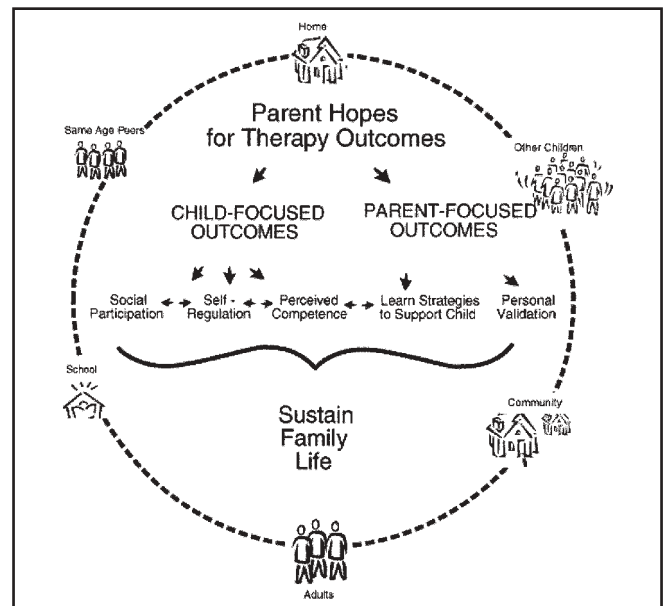 Home
Parent Hopes
for Therapy Outcomes
Same Age Peers
Other Children
CHILD-FOCUSED
OUTCOMES
PARENT-FOCUSED
OUTCOMES
Social
Participation
Self -
Regulation
Perceived
Competence
Learn Strategies
to Support Child
Personal
Validation
School
Community
Sustain
Family
Life
Adults